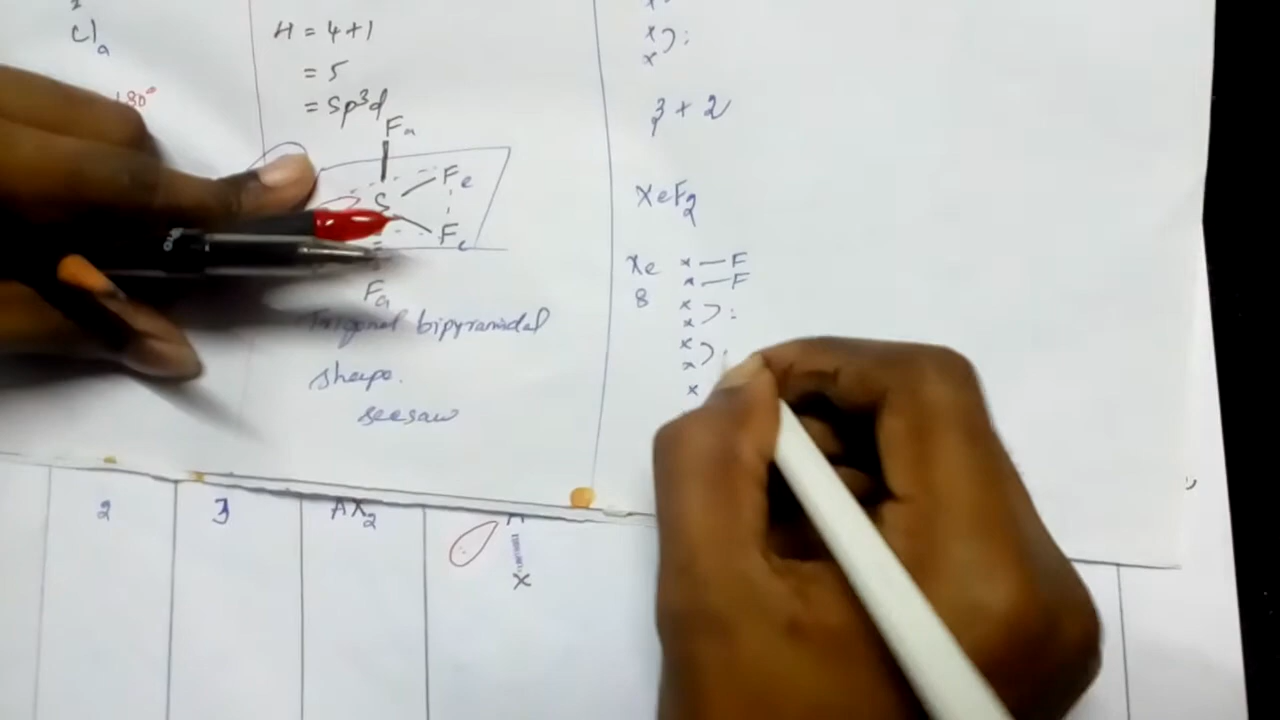 Cla
180°
H = 4+1
= 5
= Sp³d
Fa
Fe
S
Fe
Fa
Trigonal bipyramidal
shape.
seesaw
x
x ) :
x
3 + 2
XeF2
Xe x — F
x — F
8 x ) :
x
x )
x
x
2 3 AX2
X